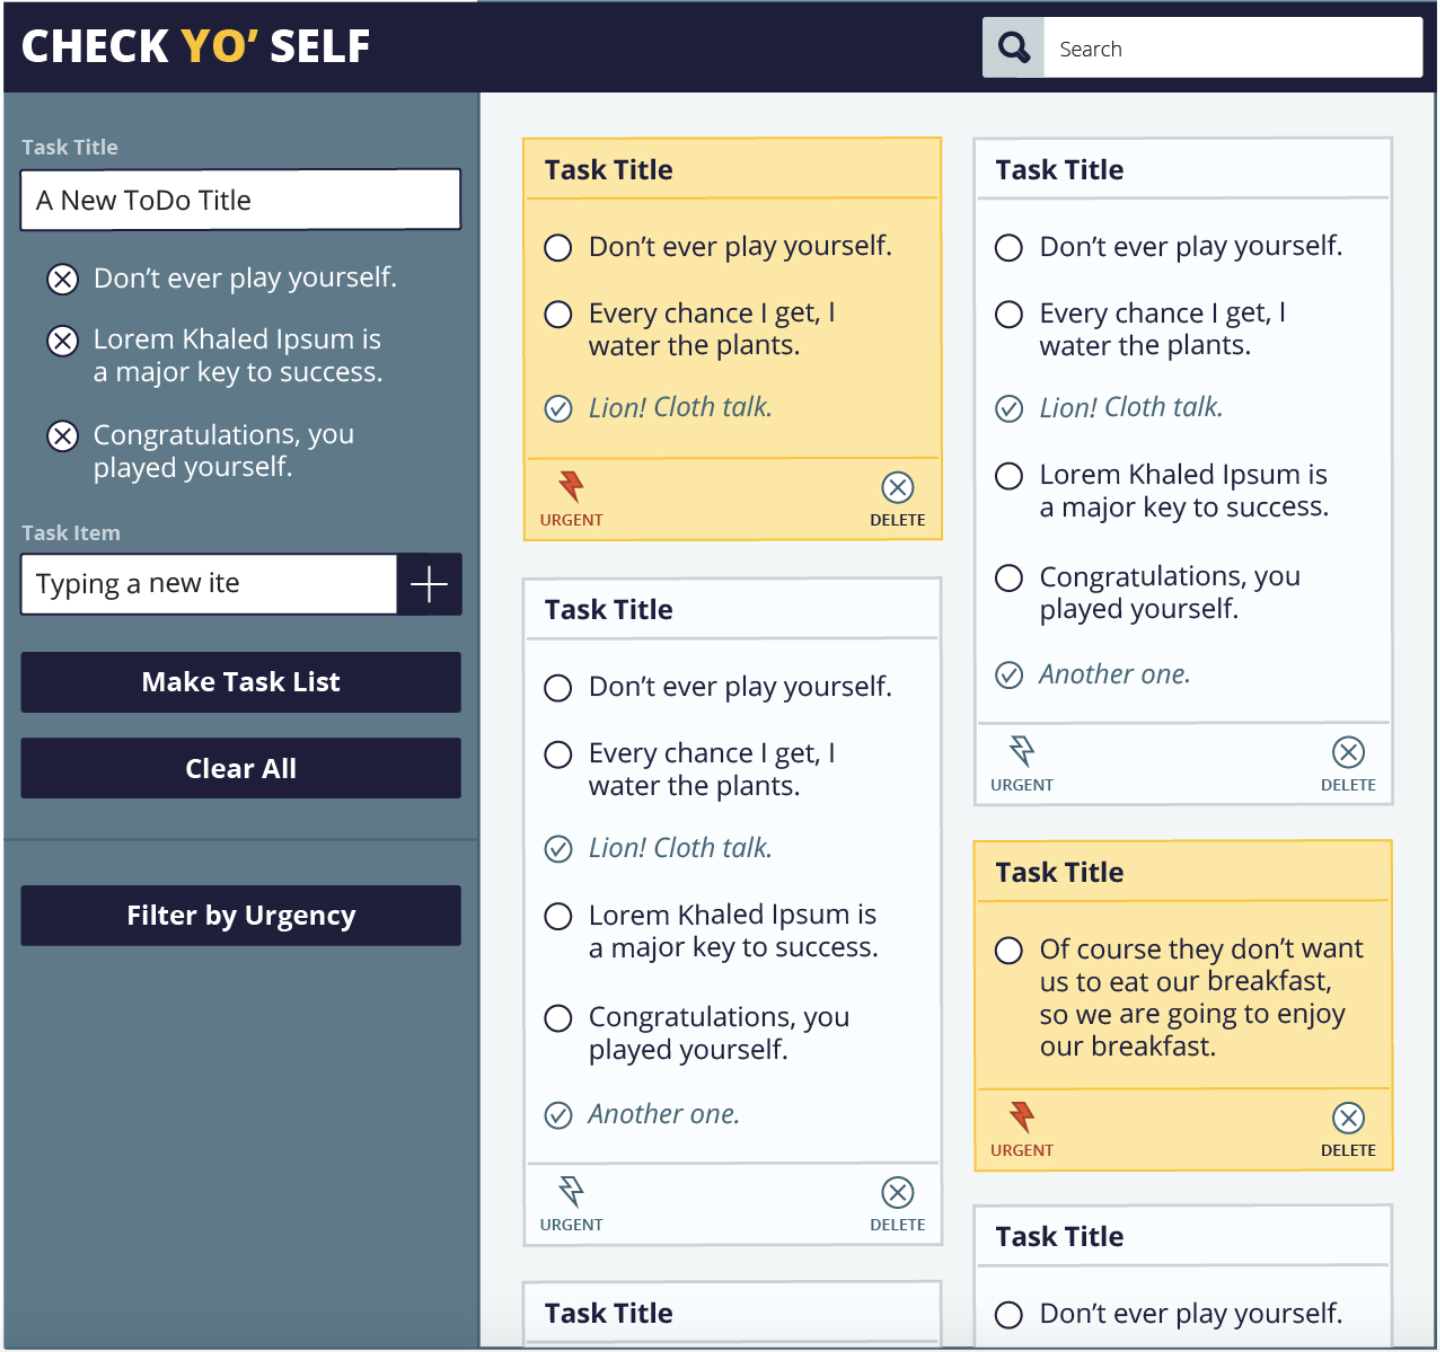 CHECK YO’ SELF
Search
Task Title
A New ToDo Title
Don’t ever play yourself.
Lorem Khaled Ipsum is
a major key to success.
Congratulations, you
played yourself.
Task Item
Typing a new ite
Make Task List
Clear All
Filter by Urgency
Task Title
Don’t ever play yourself.
Every chance I get, I
water the plants.
Lion! Cloth talk.
URGENT
DELETE
Task Title
Don’t ever play yourself.
Every chance I get, I
water the plants.
Lion! Cloth talk.
Lorem Khaled Ipsum is
a major key to success.
Congratulations, you
played yourself.
Another one.
URGENT
DELETE
Task Title
Task Title
Don’t ever play yourself.
Every chance I get, I
water the plants.
Lion! Cloth talk.
Lorem Khaled Ipsum is
a major key to success.
Congratulations, you
played yourself.
Another one.
URGENT
DELETE
Task Title
Of course they don’t want
us to eat our breakfast,
so we are going to enjoy
our breakfast.
URGENT
DELETE
Task Title
Don’t ever play yourself.